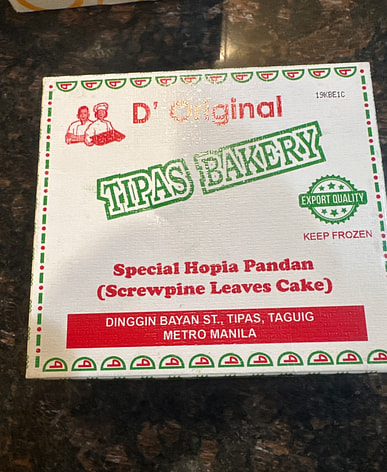 D' Original
19KBE1C
TIPAS BAKERY
EXPORT QUALITY
KEEP FROZEN
Special Hopia Pandan
(Screwpine Leaves Cake)
DINGGIN BAYAN ST., TIPAS, TAGUIG
METRO MANILA